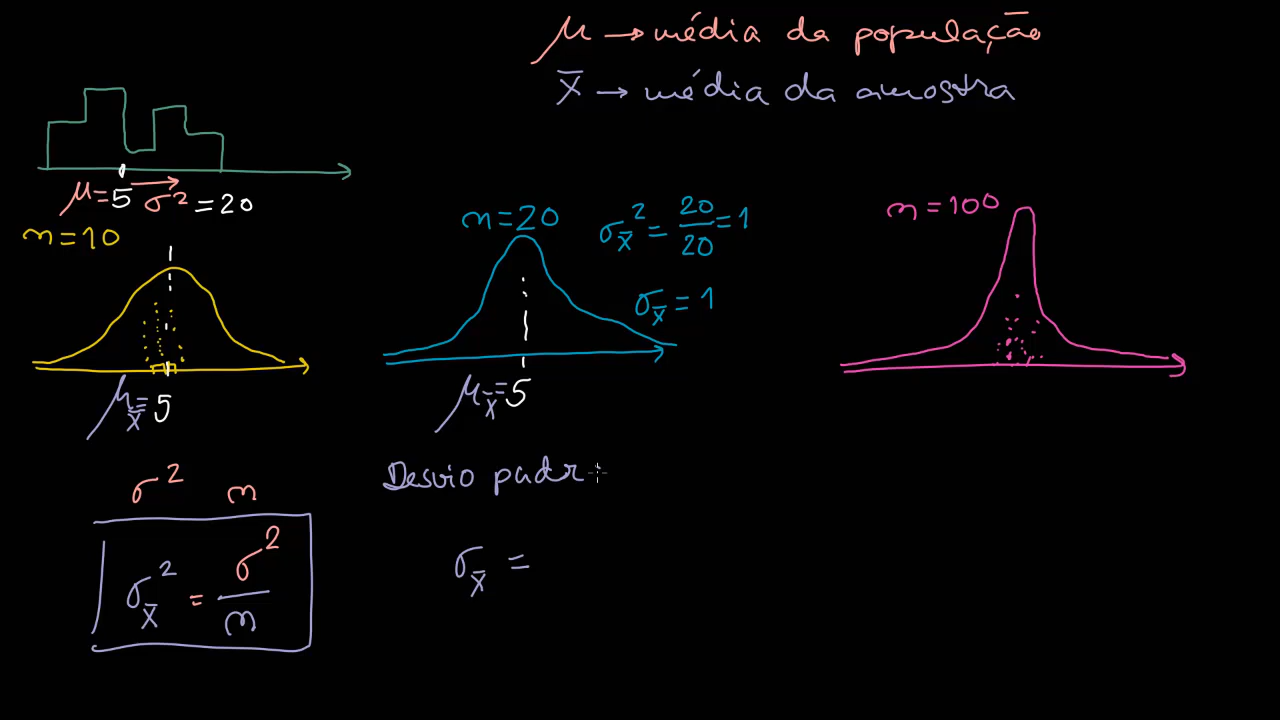 μ → média da população
x̄ → média da amostra
μ=5 σ² =20
n=10
n=20
σx̄² = 20/20 = 1
σx̄ = 1
n=100
μx̄=5
μx̄=5
Desvio padr
σ² n
σx̄² = σ²/n
σx̄ =